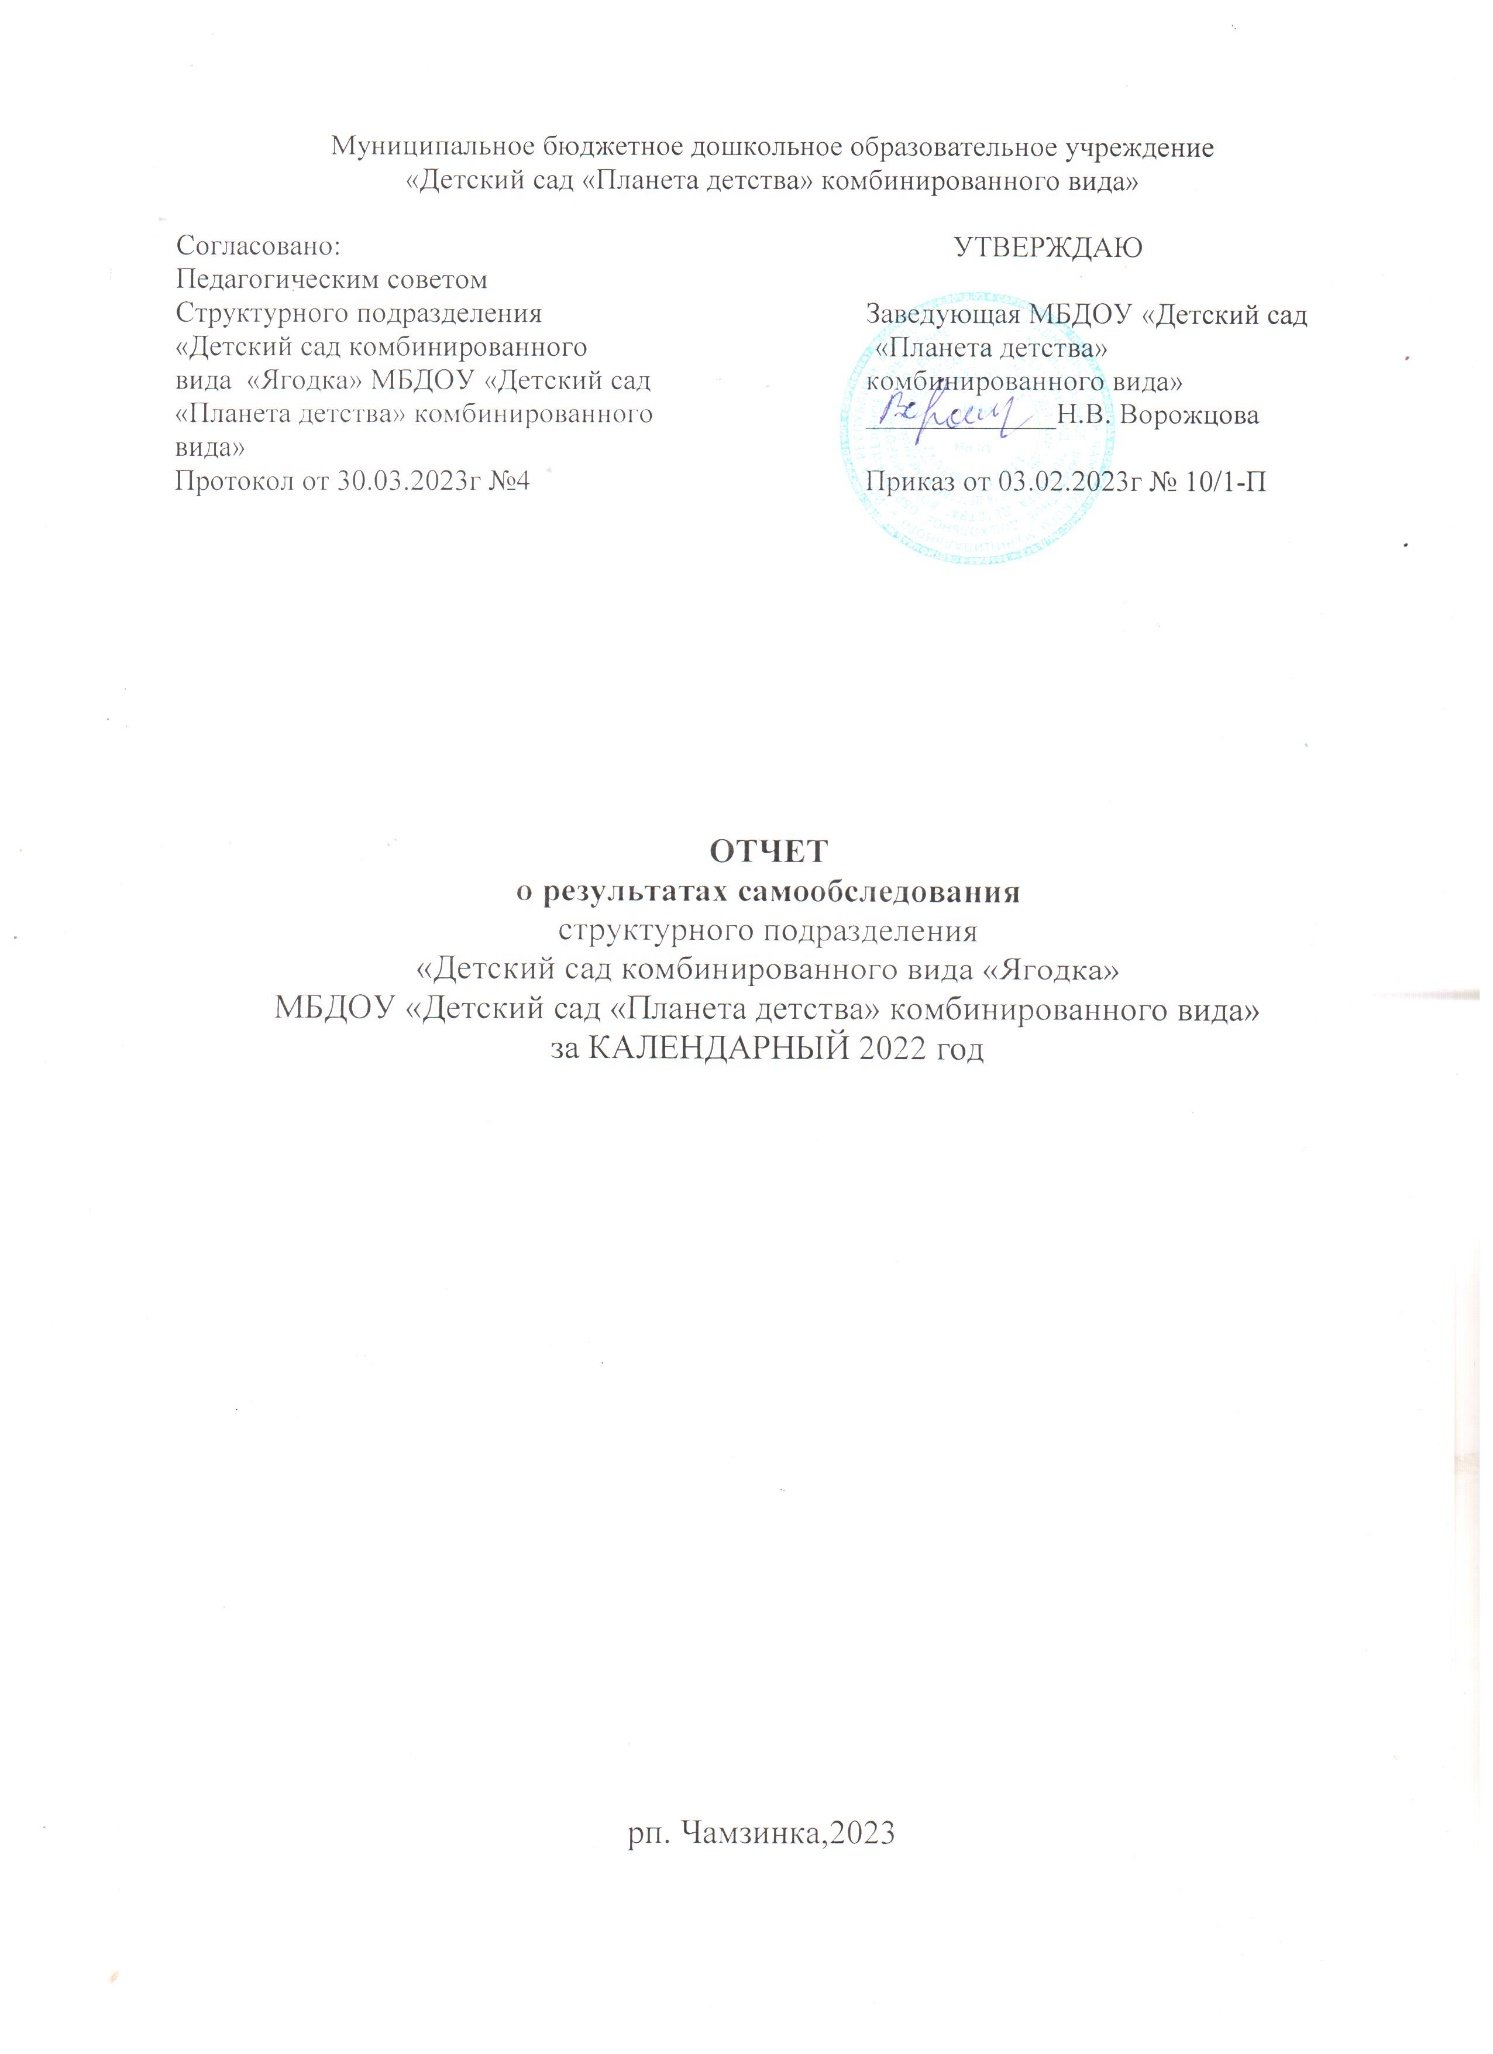 Муниципальное бюджетное дошкольное образовательное учреждение
«Детский сад «Планета детства» комбинированного вида»
Согласовано:
Педагогическим советом
Структурного подразделения
«Детский сад комбинированного
вида «Ягодка» МБДОУ «Детский сад
«Планета детства» комбинированного
вида»
Протокол от 30.03.2023г №4
УТВЕРЖДАЮ
Заведующая МБДОУ «Детский сад
«Планета детства»
комбинированного вида»
Н.В. Ворожцова
Приказ от 03.02.2023г № 10/1-П
ОТЧЕТ
о результатах самообследования
структурного подразделения
«Детский сад комбинированного вида «Ягодка»
МБДОУ «Детский сад «Планета детства» комбинированного вида»
за КАЛЕНДАРНЫЙ 2022 год
рп. Чамзинка,2023